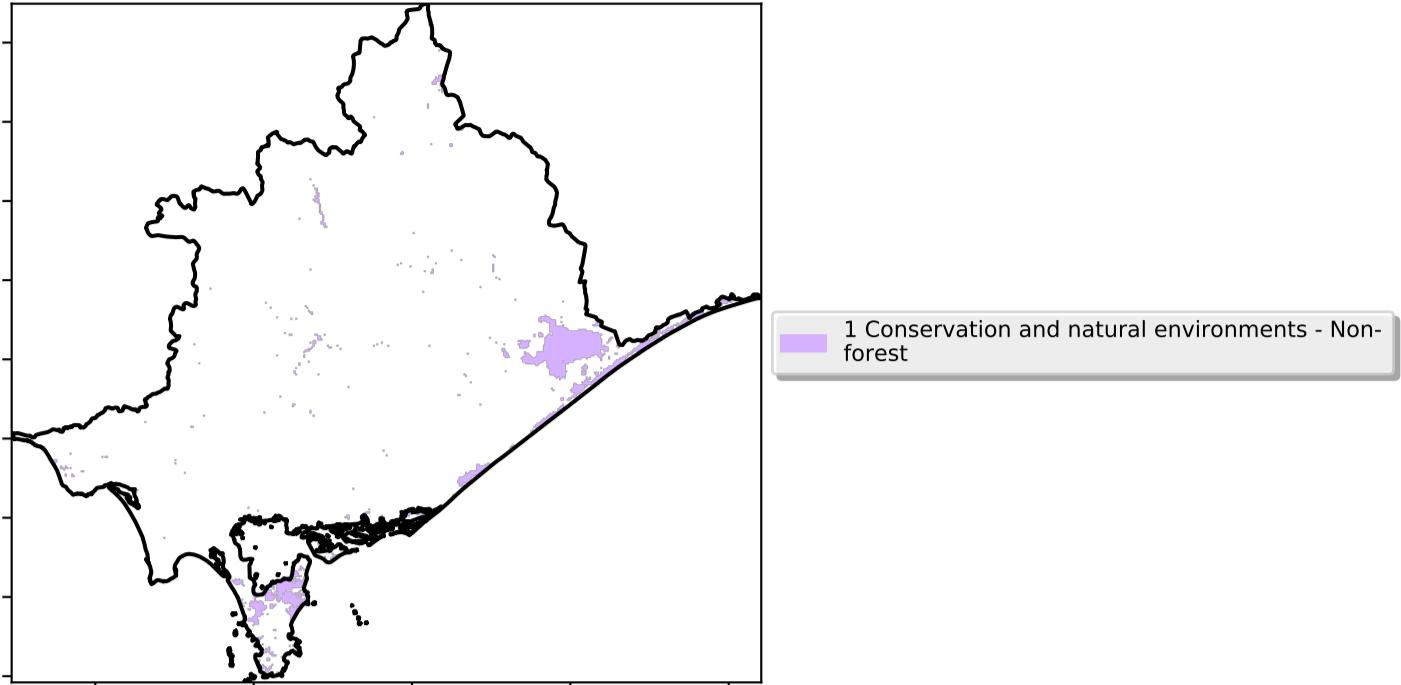 1 Conservation and natural environments - Non-
forest